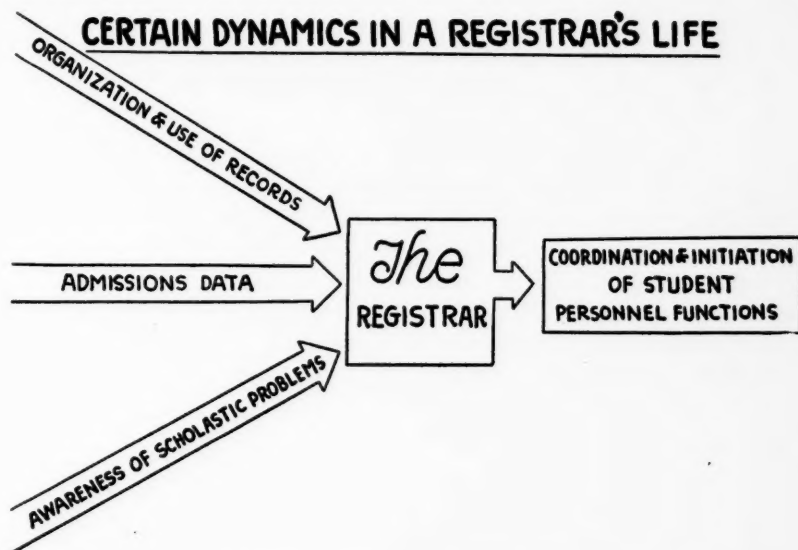 CERTAIN DYNAMICS IN A REGISTRAR'S LIFE
ORGANIZATION & USE OF RECORDS
ADMISSIONS DATA
AWARENESS OF SCHOLASTIC PROBLEMS
The
REGISTRAR
COORDINATION & INITIATION
OF STUDENT
PERSONNEL FUNCTIONS